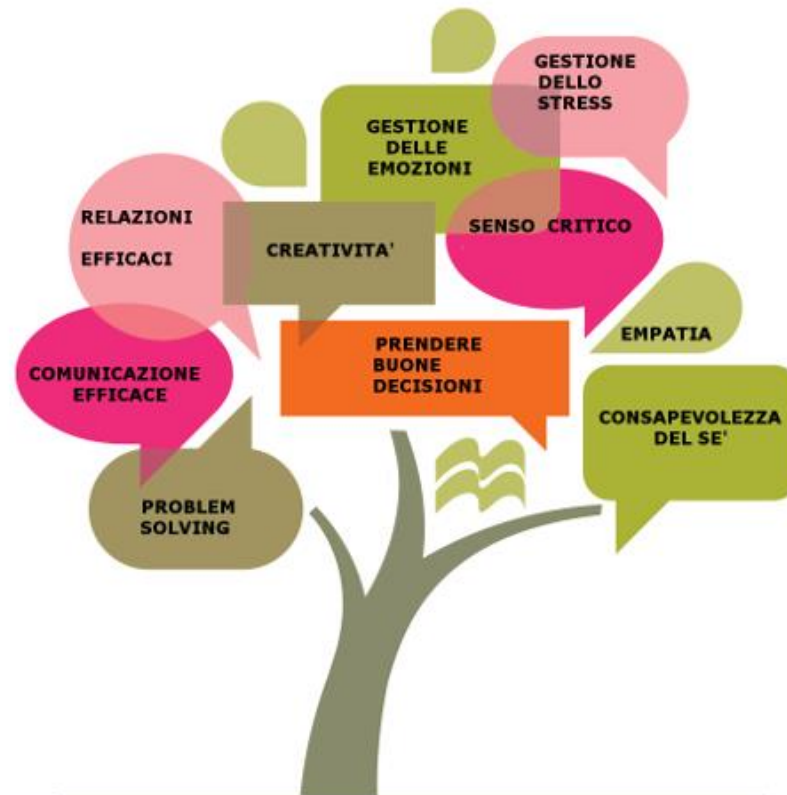 GESTIONE
DELLO
STRESS
GESTIONE
DELLE
EMOZIONI
RELAZIONI
EFFICACI
CREATIVITA'
SENSO CRITICO
PRENDERE
BUONE
DECISIONI
EMPATIA
COMUNICAZIONE
EFFICACE
CONSAPEVOLEZZA
DEL SE'
PROBLEM
SOLVING